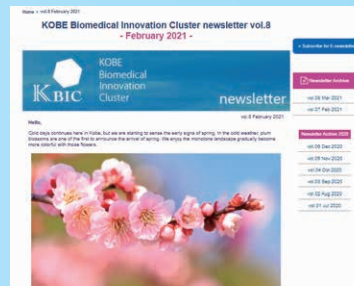 Home » vol.8 February 2021
KOBE Biomedical Innovation Cluster newsletter vol.8
- February 2021 -
KBIC
KOBE
Biomedical
Innovation
Cluster
newsletter
vol.8 February 2021
Hello,
Cold days continues here in Kobe, but we are starting to sense the early signs of spring. In the cold weather, plum
blossoms are one of the first to announce the arrival of spring. We enjoy the monotone landscape gradually become
more colorful with those flowers.
» Subscribe for E-newsletter
Newsletter Archive
vol.09 Mar 2021
vol.07 Feb 2021
Newsletter Archive 2020
vol.06 Dec 2020
vol.05 Nov 2020
vol.04 Oct 2020
vol.03 Sep 2020
vol.02 Aug 2020
vol.01 Jul 2020